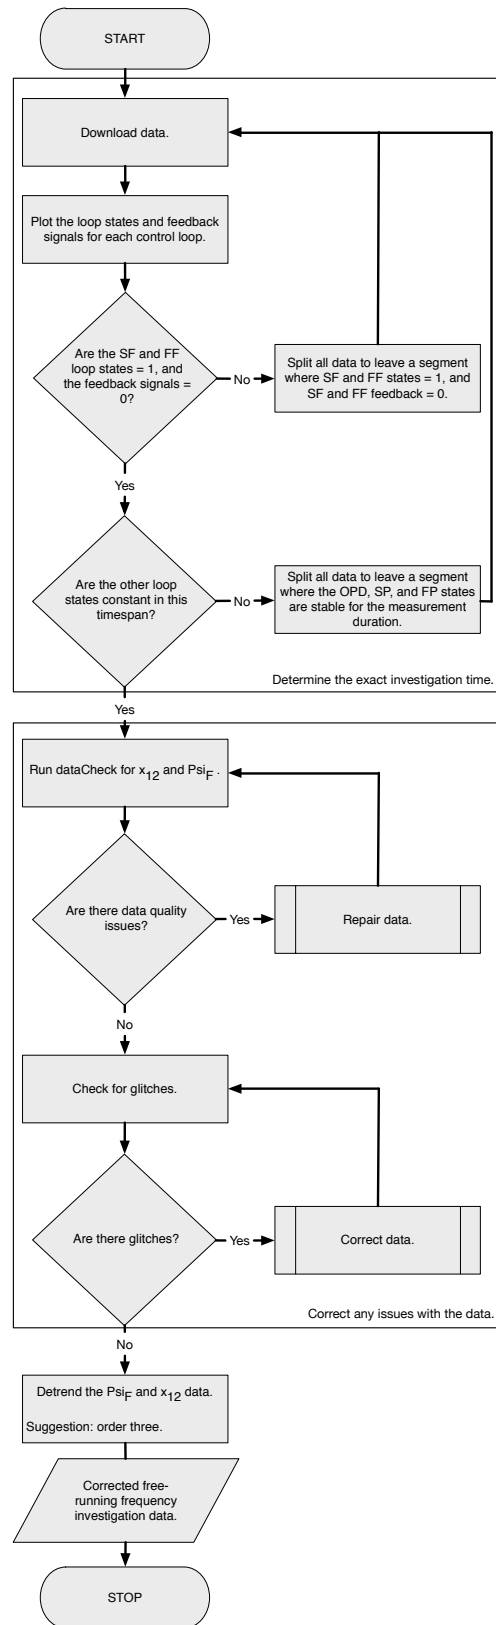 START
Download data.
Plot the loop states and feedback
signals for each control loop.
Are the SF and FF
loop states = 1, and
the feedback signals =
0?
No
Split all data to leave a segment
where SF and FF states = 1, and
SF and FF feedback = 0.
Yes
Are the other loop
states constant in this
timespan?
No
Split all data to leave a segment
where the OPD, SP, and FP states
are stable for the measurement
duration.
Determine the exact investigation time.
Yes
Run dataCheck for x12 and PsiF .
Are there data quality
issues?
Yes
Repair data.
No
Check for glitches.
Are there glitches?
Yes
Correct data.
Correct any issues with the data.
No
Detrend the PsiF and x12 data.
Suggestion: order three.
Corrected free-
running frequency
investigation data.
STOP